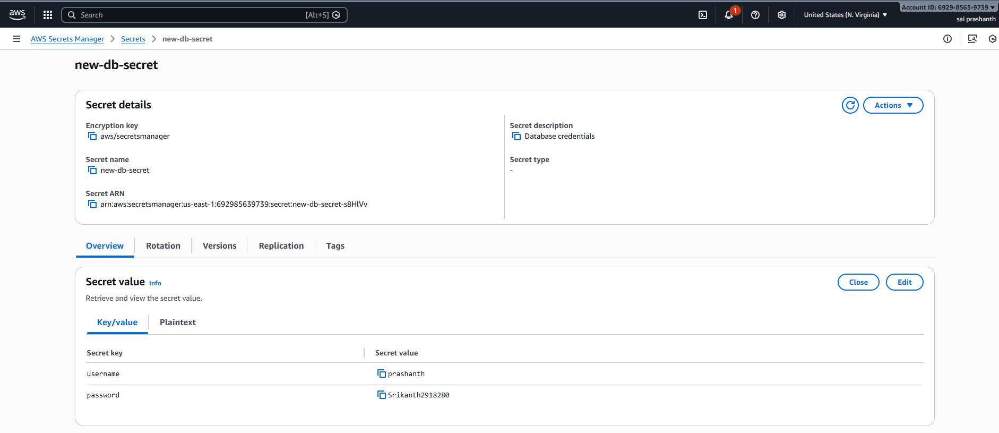 aws
Search
[Alt+S]
1
United States (N. Virginia)
Account ID: 6929-8563-9739
sai prashanth
AWS Secrets Manager
Secrets
new-db-secret
new-db-secret
Secret details
Actions
Encryption key
aws/secretsmanager
Secret description
Database credentials
Secret name
new-db-secret
Secret type
-
Secret ARN
arn:aws:secretsmanager:us-east-1:692985639739:secret:new-db-secret-s8HlVv
Overview
Rotation
Versions
Replication
Tags
Secret value Info
Close
Edit
Retrieve and view the secret value.
Key/value
Plaintext
Secret key
Secret value
username
prashanth
password
Srikanth2918280